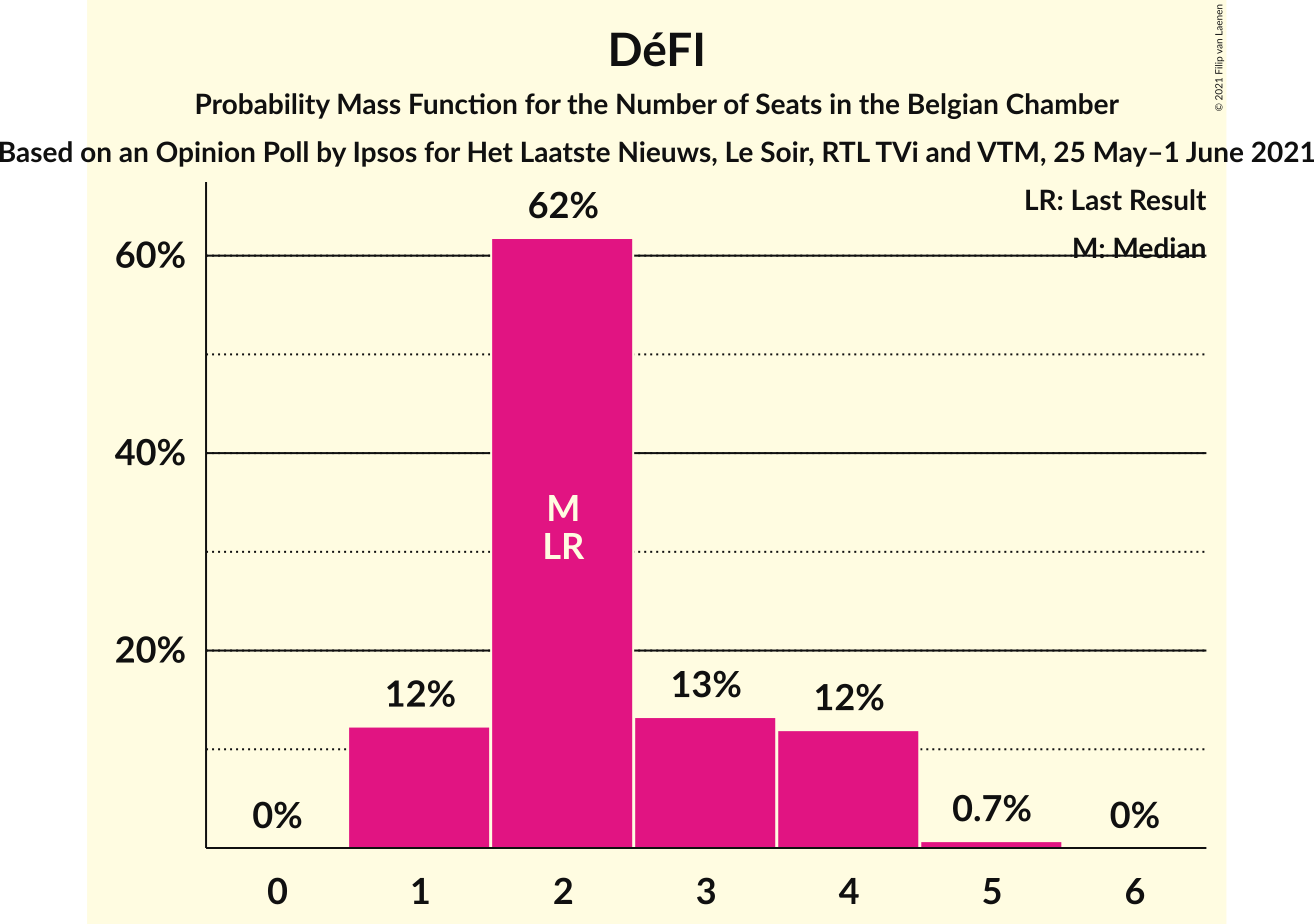 DéFI
Probability Mass Function for the Number of Seats in the Belgian Chamber
Based on an Opinion Poll by Ipsos for Het Laatste Nieuws, Le Soir, RTL TVi and VTM, 25 May–1 June 2021
© 2021 Filip van Laenen
LR: Last Result
M: Median
60%
40%
20%
0%
12%
62%
13%
12%
0.7%
0%
M
LR
0
1
2
3
4
5
6